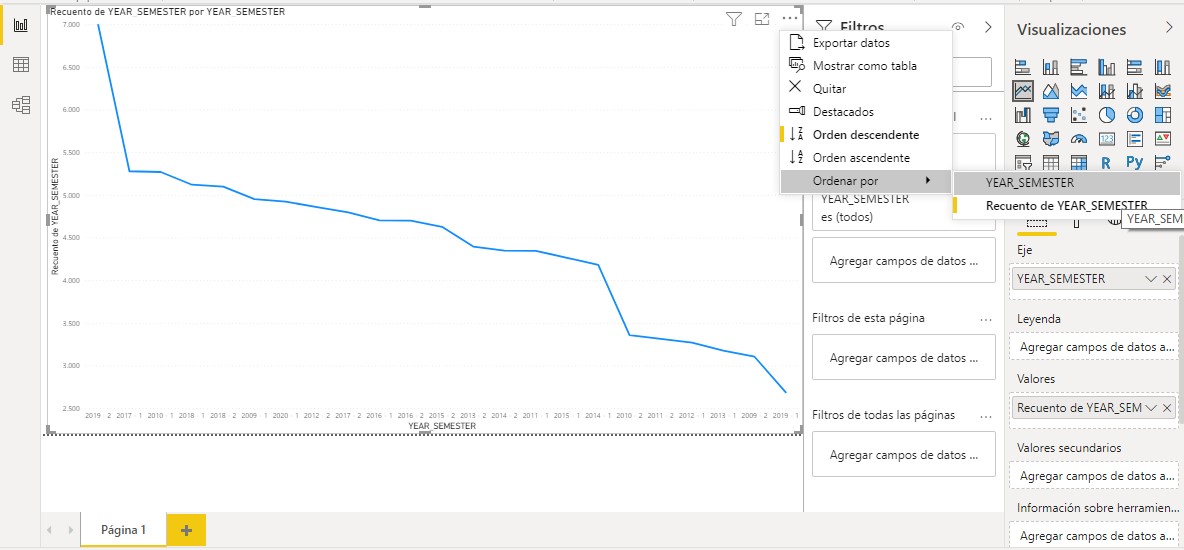 Recuento de YEAR_SEMESTER por YEAR_SEMESTER
7.000
6.500
6.000
5.500
5.000
4.500
4.000
3.500
3.000
2.500
Recuento de YEAR_SEMESTER
2019 - 2 2017 - 1 2010 - 1 2018 - 2 2018 - 1 2009 - 1 2020 - 1 2012 - 2 2017 - 2 2016 - 1 2016 - 2 2015 - 2 2013 - 2 2014 - 2 2011 - 1 2015 - 1 2014 - 1 2010 - 2 2011 - 2 2012 - 1 2013 - 1 2009 - 2 2019 - 1
YEAR_SEMESTER
Exportar datos
Mostrar como tabla
Quitar
Destacados
Orden descendente
Orden ascendente
Ordenar por
YEAR_SEMESTER
Recuento de YEAR_SEMESTER
YEAR_SEM
Filtros
YEAR_SEMESTER
es (todos)
Agregar campos de datos ...
Filtros de esta página
Agregar campos de datos ...
Filtros de todas las páginas
Agregar campos de datos ...
Visualizaciones
123
R
Py
Eje
YEAR_SEMESTER
Leyenda
Agregar campos de datos a...
Valores
Recuento de YEAR_SEM
Valores secundarios
Agregar campos de datos a...
Información sobre herramien...
Agregar campos de datos a...
Página 1